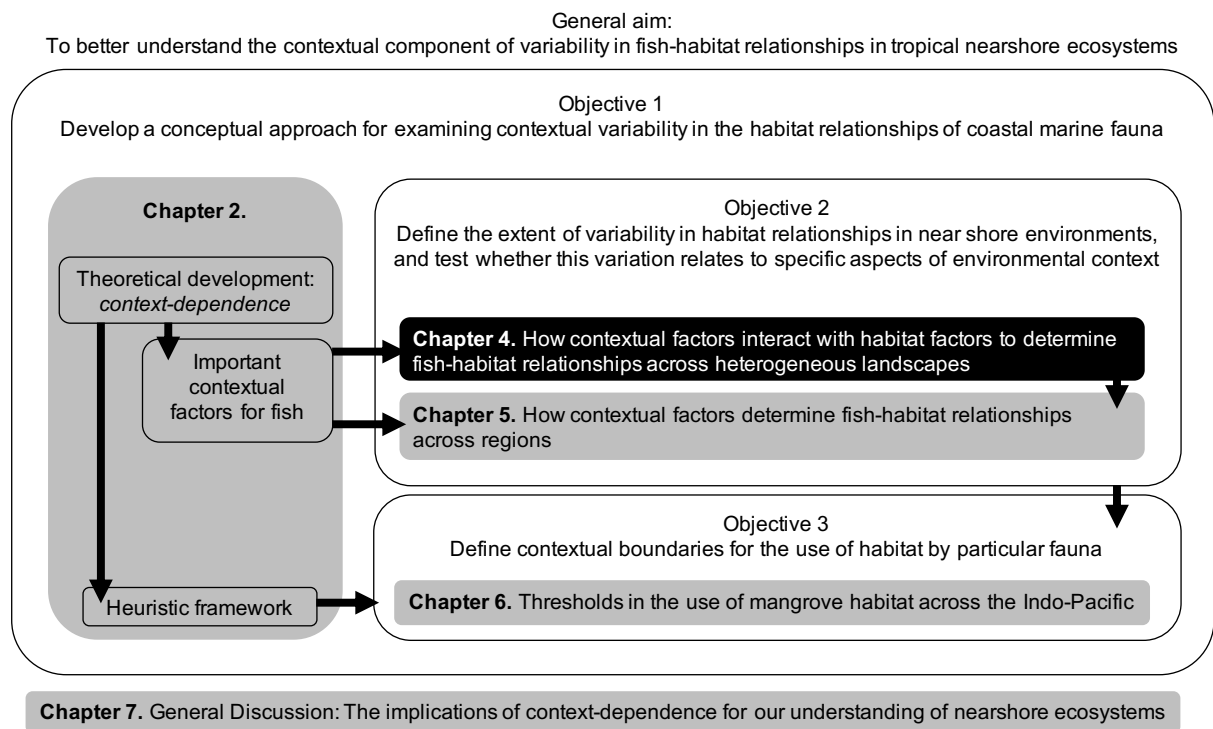 General aim:
To better understand the contextual component of variability in fish-habitat relationships in tropical nearshore ecosystems
Objective 1
Develop a conceptual approach for examining contextual variability in the habitat relationships of coastal marine fauna
Chapter 2.
Theoretical development:
context-dependence
Important
contextual
factors for fish
Heuristic framework
Objective 2
Define the extent of variability in habitat relationships in near shore environments,
and test whether this variation relates to specific aspects of environmental context
Chapter 4. How contextual factors interact with habitat factors to determine
fish-habitat relationships across heterogeneous landscapes
Chapter 5. How contextual factors determine fish-habitat relationships
across regions
Objective 3
Define contextual boundaries for the use of habitat by particular fauna
Chapter 6. Thresholds in the use of mangrove habitat across the Indo-Pacific
Chapter 7. General Discussion: The implications of context-dependence for our understanding of nearshore ecosystems